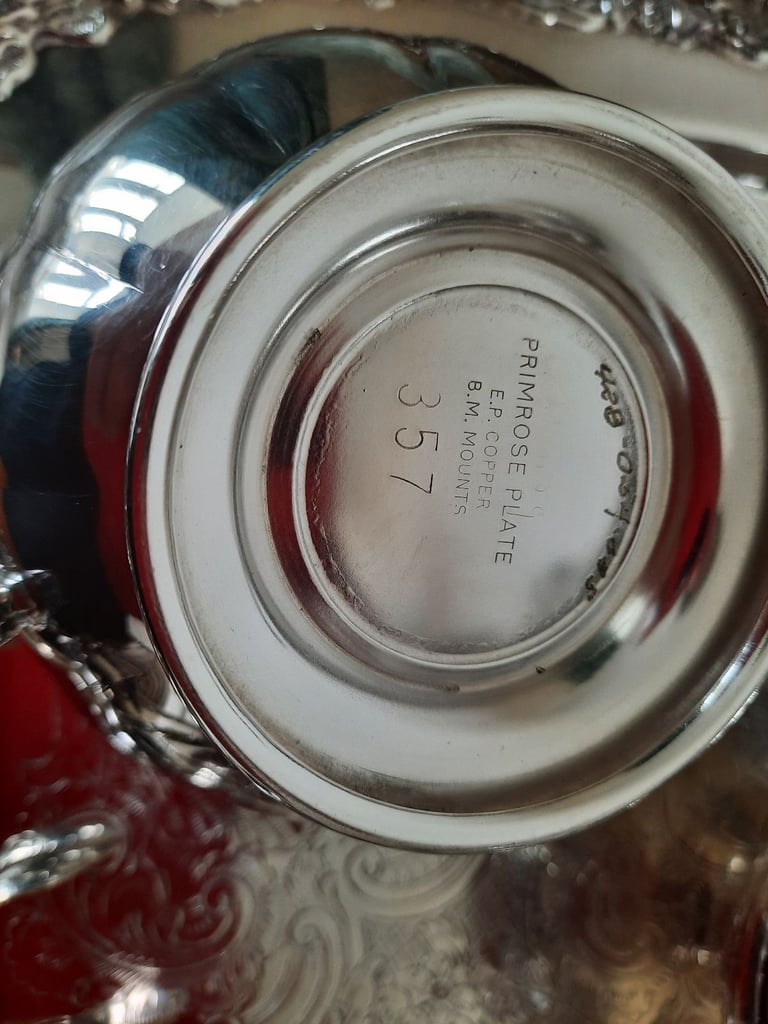 PRIMROSE PLATE
E.P. COPPER
B.M. MOUNTS
357